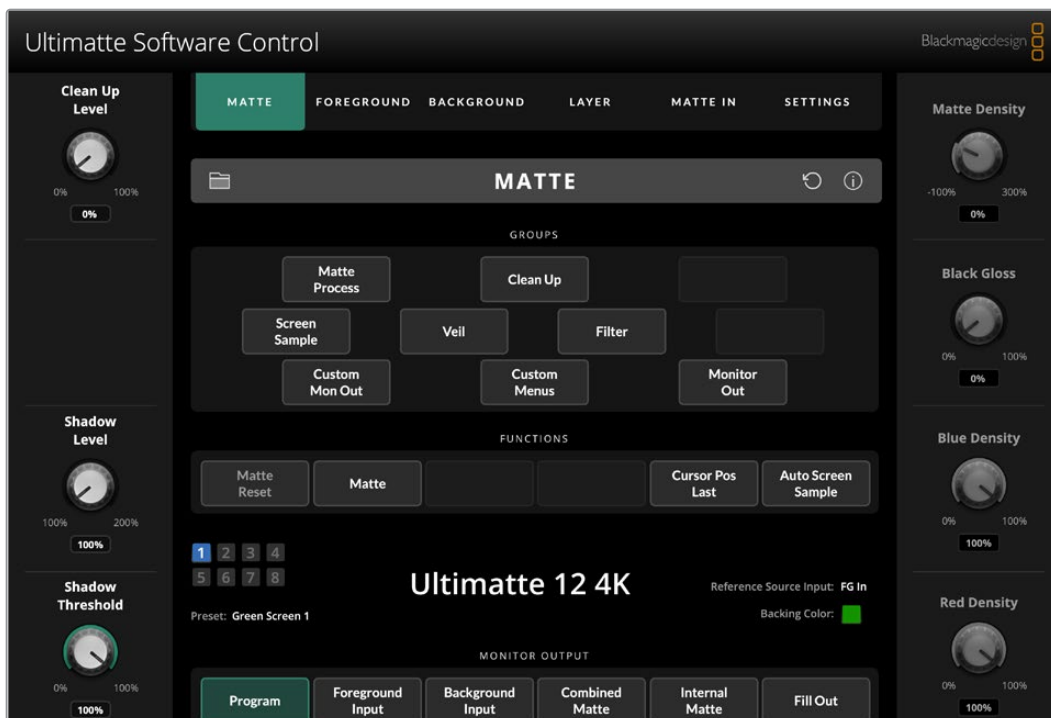 Ultimatte Software Control
Blackmagicdesign
Clean Up
Level
0% 100%
0%
Shadow
Level
100% 200%
100%
Shadow
Threshold
0% 100%
100%
MATTE FOREGROUND BACKGROUND LAYER MATTE IN SETTINGS
MATTE
GROUPS
Matte
Process
Clean Up
Screen
Sample
Veil
Filter
Custom
Mon Out
Custom
Menus
Monitor
Out
FUNCTIONS
Matte
Reset
Matte
Cursor Pos
Last
Auto Screen
Sample
1 2 3 4
5 6 7 8
Preset: Green Screen 1
Ultimatte 12 4K
Reference Source Input: FG In
Backing Color:
MONITOR OUTPUT
Program
Foreground
Input
Background
Input
Combined
Matte
Internal
Matte
Fill Out
Matte Density
-100% 300%
0%
Black Gloss
0% 100%
0%
Blue Density
0% 100%
100%
Red Density
0% 100%
100%